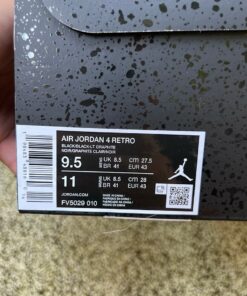 AIR JORDAN 4 RETRO
BLACK/BLACK-LT GRAPHITE
NOIR/GRAPHITE CLAIR/NOIR
9.5 UK 8.5 CM 27.5
BR 41 EUR 43
11 UK 8.5 CM 28
BR 41 EUR 43
JORDAN.COM
FV5029 010